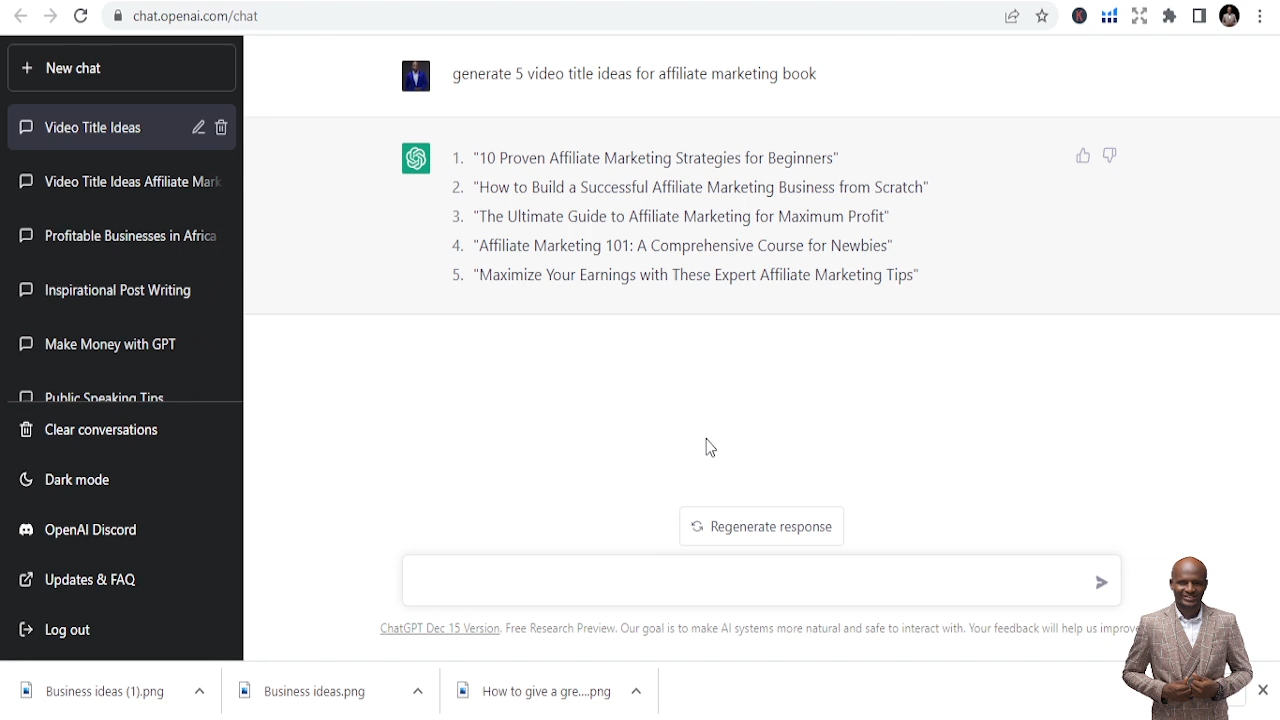 chat.openai.com/chat
K
New chat
Video Title Ideas
Video Title Ideas Affiliate Mark
Profitable Businesses in Africa
Inspirational Post Writing
Make Money with GPT
Public Speaking Tips
Clear conversations
Dark mode
OpenAI Discord
Updates & FAQ
Log out
generate 5 video title ideas for affiliate marketing book
1. "10 Proven Affiliate Marketing Strategies for Beginners"
2. "How to Build a Successful Affiliate Marketing Business from Scratch"
3. "The Ultimate Guide to Affiliate Marketing for Maximum Profit"
4. "Affiliate Marketing 101: A Comprehensive Course for Newbies"
5. "Maximize Your Earnings with These Expert Affiliate Marketing Tips"
Regenerate response
ChatGPT Dec 15 Version. Free Research Preview. Our goal is to make AI systems more natural and safe to interact with. Your feedback will help us improve
Business ideas (1).png
Business ideas.png
How to give a gre....png